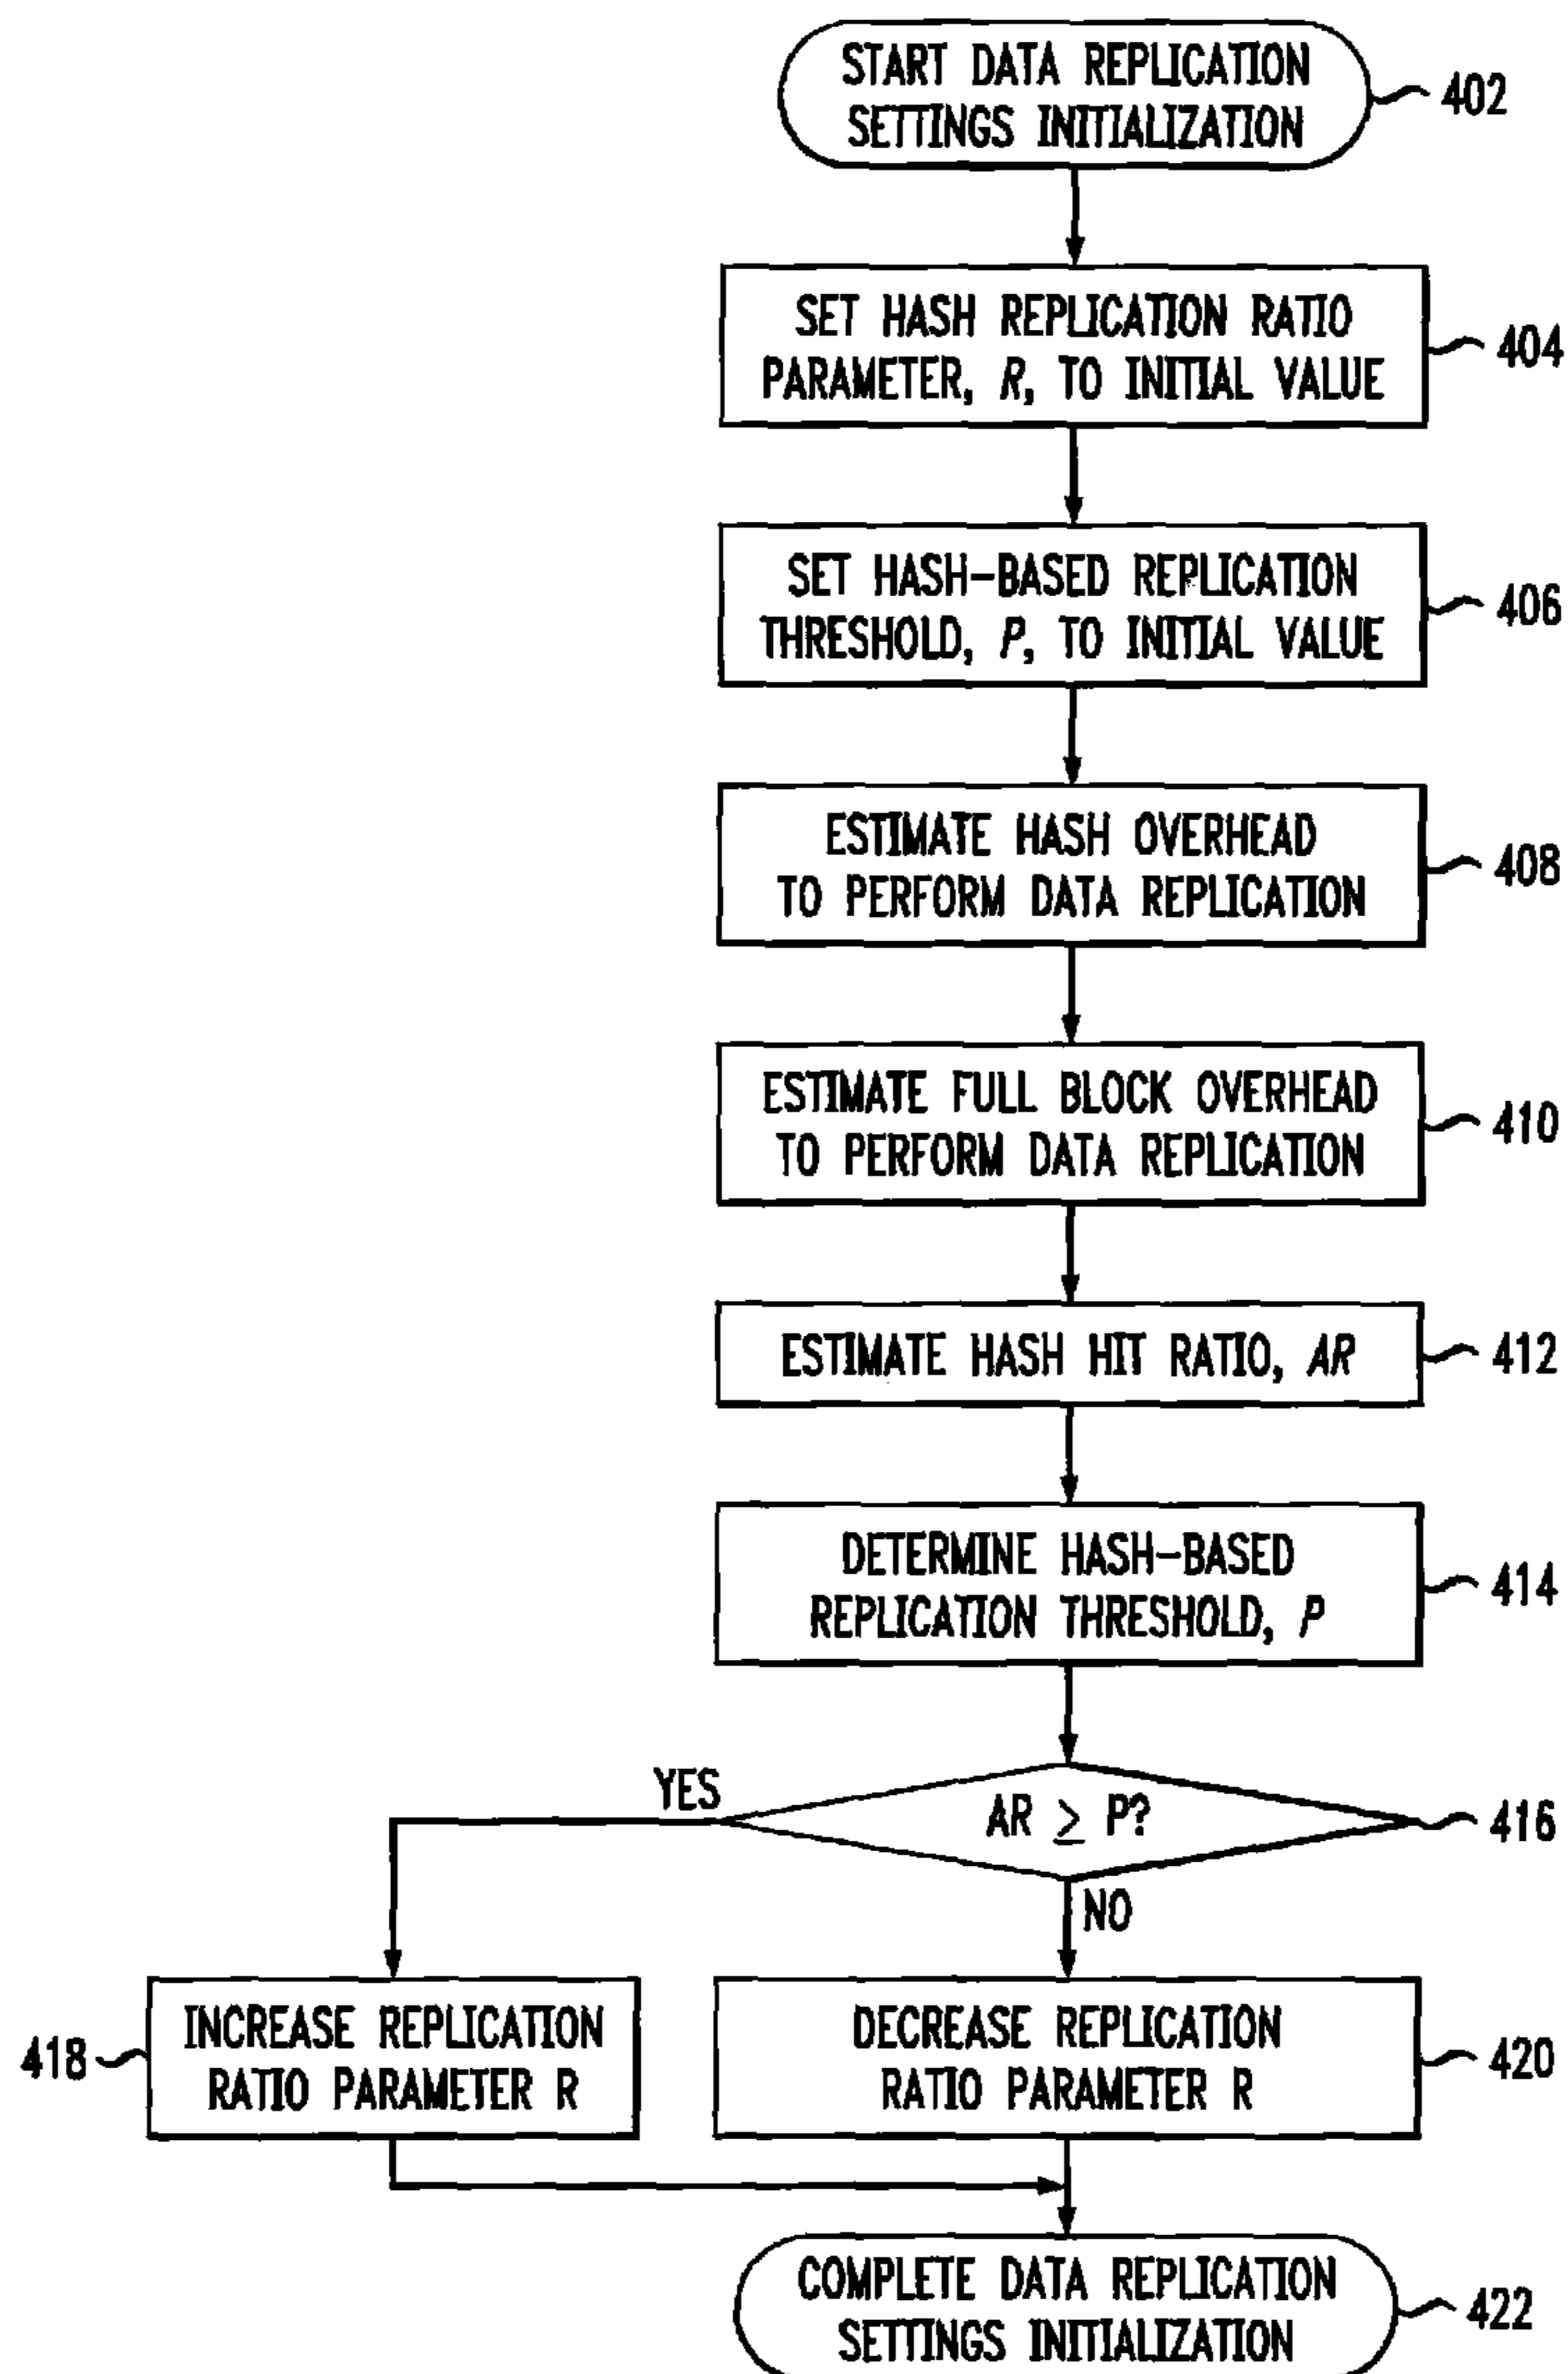 START DATA REPLICATION
SETTINGS INITIALIZATION
402
SET HASH REPLICATION RATIO
PARAMETER, R, TO INITIAL VALUE
404
SET HASH-BASED REPLICATION
THRESHOLD, P, TO INITIAL VALUE
406
ESTIMATE HASH OVERHEAD
TO PERFORM DATA REPLICATION
408
ESTIMATE FULL BLOCK OVERHEAD
TO PERFORM DATA REPLICATION
410
ESTIMATE HASH HIT RATIO, AR
412
DETERMINE HASH-BASED
REPLICATION THRESHOLD, P
414
YES
AR ≥ P?
416
NO
418
INCREASE REPLICATION
RATIO PARAMETER R
DECREASE REPLICATION
RATIO PARAMETER R
420
COMPLETE DATA REPLICATION
SETTINGS INITIALIZATION
422